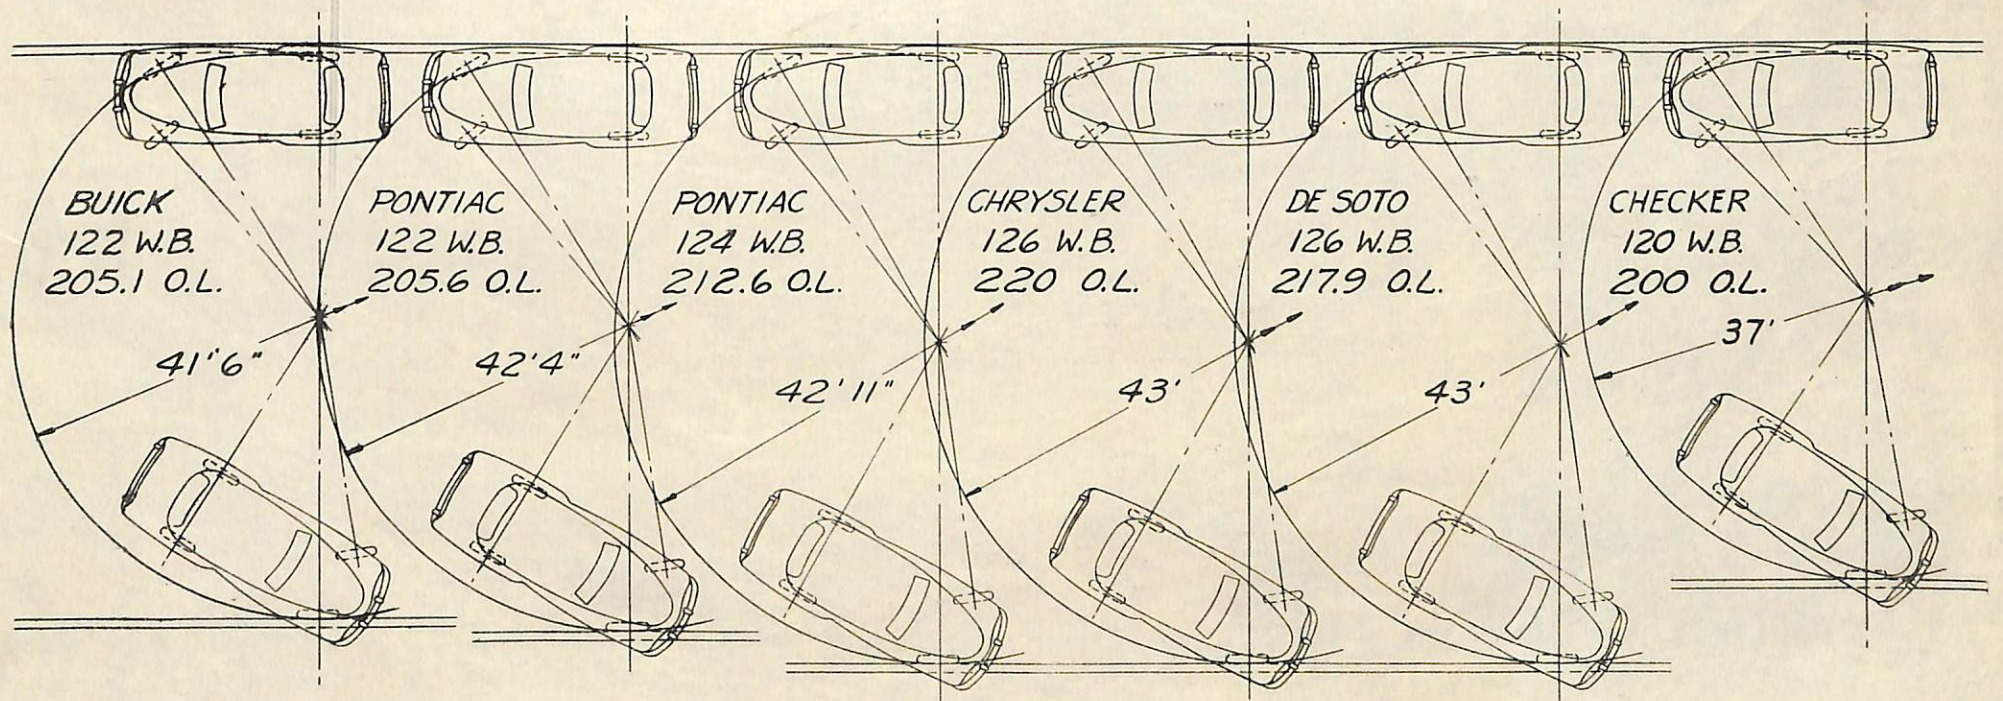 BUICK
122 W.B.
205.1 O.L.
41'6"
PONTIAC
122 W.B.
205.6 O.L.
42'4"
PONTIAC
124 W.B.
212.6 O.L.
42'11"
CHRYSLER
126 W.B.
220 O.L.
43'
DE SOTO
126 W.B.
217.9 O.L.
43'
CHECKER
120 W.B.
200 O.L.
37'